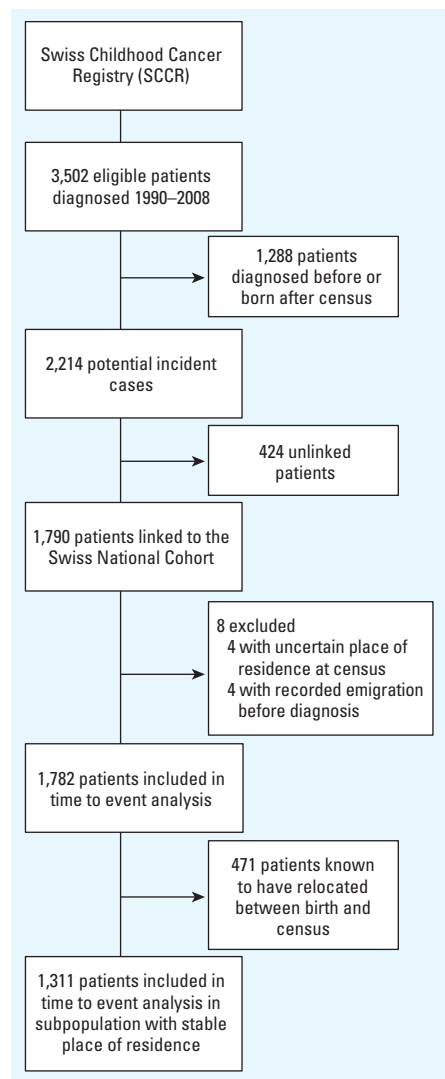 Swiss Childhood Cancer
Registry (SCCR)
3,502 eligible patients
diagnosed 1990–2008
1,288 patients
diagnosed before or
born after census
2,214 potential incident
cases
424 unlinked
patients
1,790 patients linked to the
Swiss National Cohort
8 excluded
4 with uncertain place of
residence at census
4 with recorded emigration
before diagnosis
1,782 patients included in
time to event analysis
471 patients known
to have relocated
between birth and
census
1,311 patients included in
time to event analysis in
subpopulation with stable
place of residence